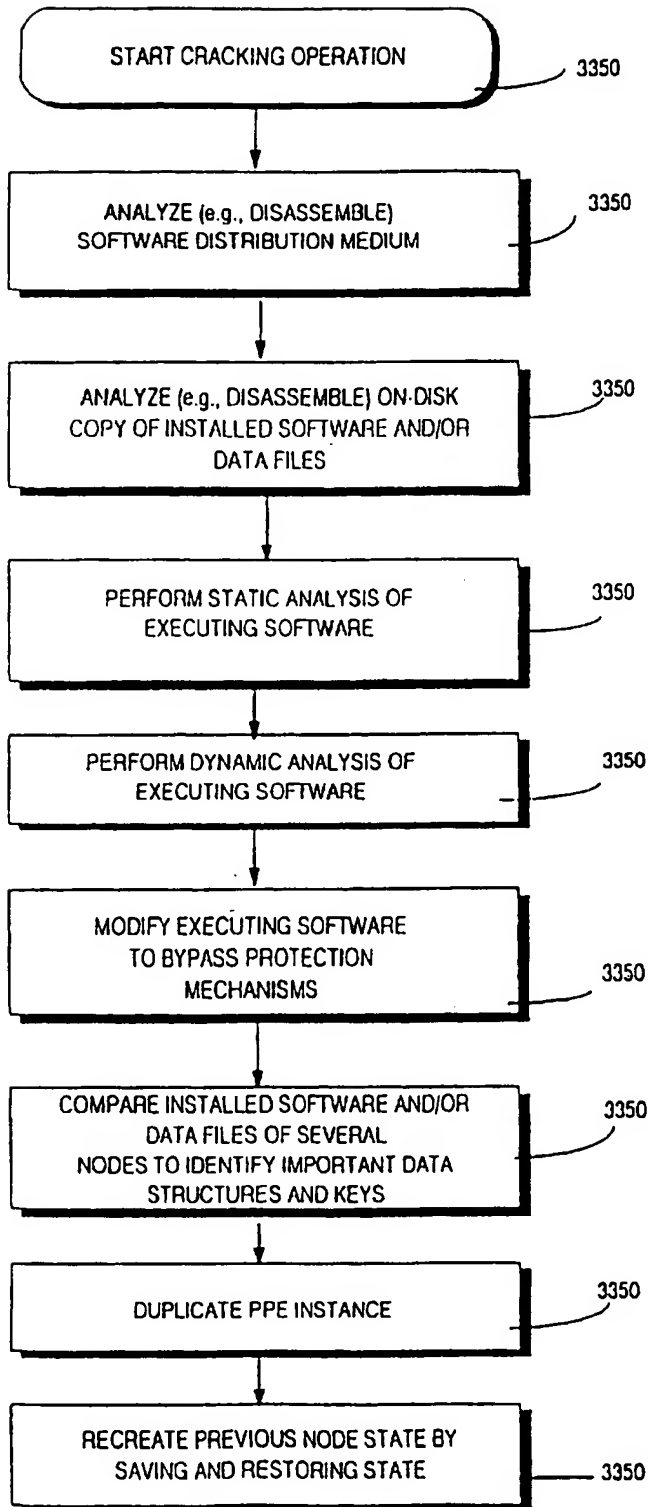 START CRACKING OPERATION
3350
ANALYZE (e.g., DISASSEMBLE)
SOFTWARE DISTRIBUTION MEDIUM
3350
ANALYZE (e.g., DISASSEMBLE) ON-DISK
COPY OF INSTALLED SOFTWARE AND/OR
DATA FILES
3350
PERFORM STATIC ANALYSIS OF
EXECUTING SOFTWARE
3350
PERFORM DYNAMIC ANALYSIS OF
EXECUTING SOFTWARE
3350
MODIFY EXECUTING SOFTWARE
TO BYPASS PROTECTION
MECHANISMS
3350
COMPARE INSTALLED SOFTWARE AND/OR
DATA FILES OF SEVERAL
NODES TO IDENTIFY IMPORTANT DATA
STRUCTURES AND KEYS
3350
DUPLICATE PPE INSTANCE
3350
RECREATE PREVIOUS NODE STATE BY
SAVING AND RESTORING STATE
3350